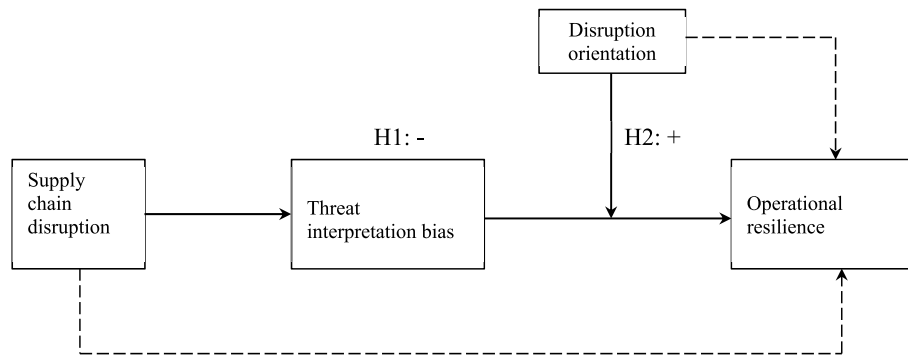 Disruption
orientation
H1: -
H2: +
Supply
chain
disruption
Threat
interpretation bias
Operational
resilience